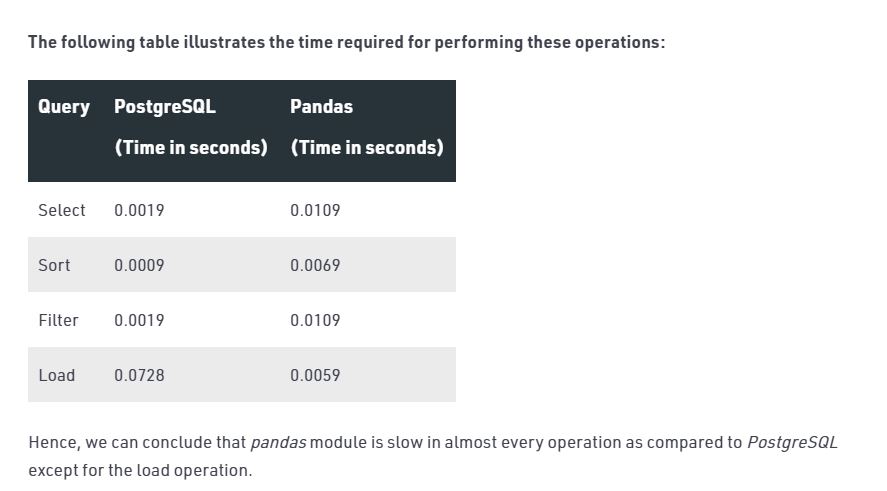 The following table illustrates the time required for performing these operations:
Query PostgreSQL Pandas
(Time in seconds) (Time in seconds)
Select 0.0019 0.0109
Sort 0.0009 0.0069
Filter 0.0019 0.0109
Load 0.0728 0.0059
Hence, we can conclude that pandas module is slow in almost every operation as compared to PostgreSQL
except for the load operation.